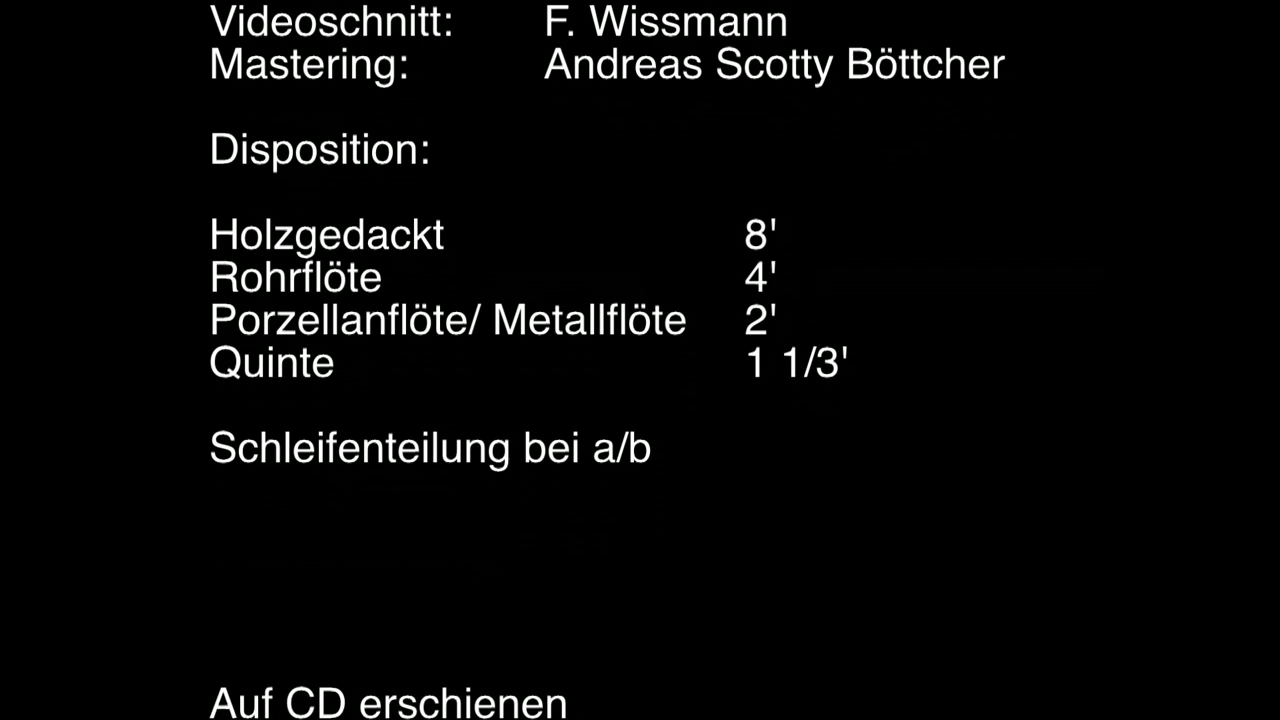 Videoschnitt: F. Wissmann
Mastering: Andreas Scotty Böttcher
Disposition:
Holzgedackt 8'
Rohrflöte 4'
Porzellanflöte/ Metallflöte 2'
Quinte 1 1/3'
Schleifenteilung bei a/b
Auf CD erschienen